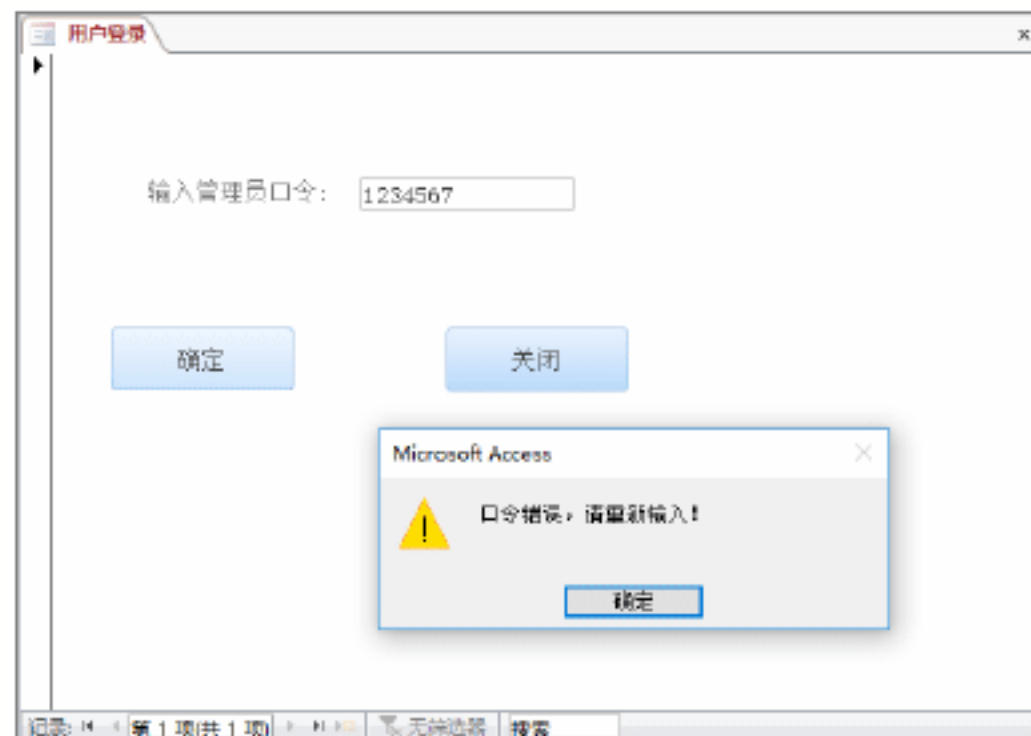 用户登录
输入管理员口令: 1234567
确定 关闭
Microsoft Access
口令错误，请重新输入!
确定
记录: 第 1 项(共 1 项) 无筛选器 搜索